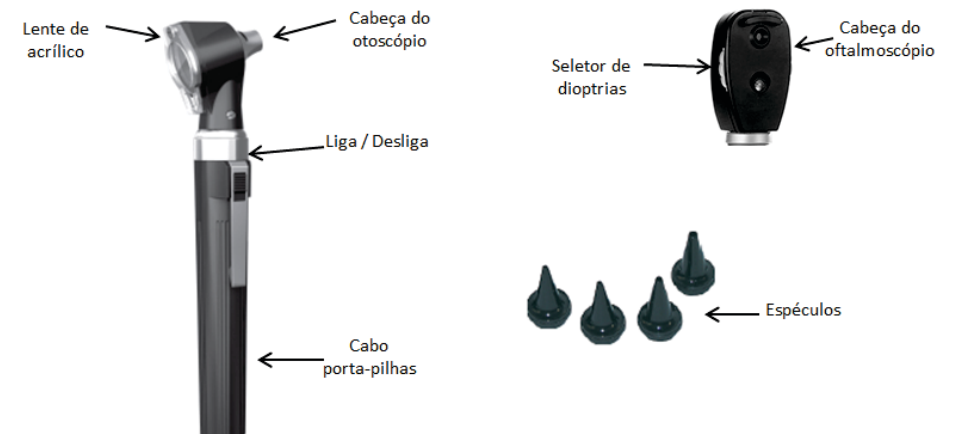 Lente de
acrílico
Cabeça do
otoscópio
Liga / Desliga
Cabo
porta-pilhas
Seletor de
dioptrias
Cabeça do
oftalmoscópio
Espéculos